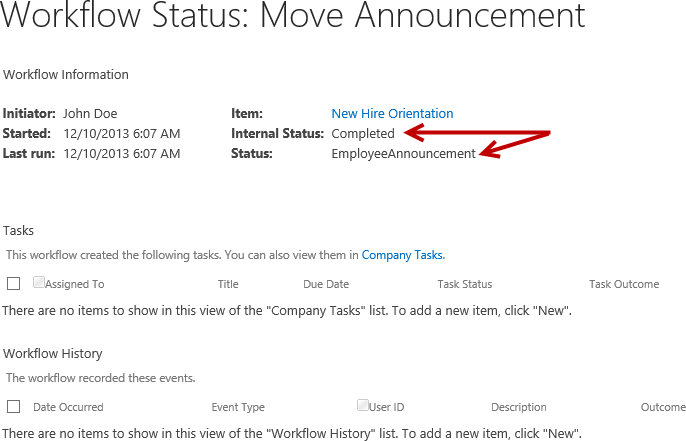 Workflow Status: Move Announcement
Workflow Information
Initiator: John Doe Item: New Hire Orientation
Started: 12/10/2013 6:07 AM Internal Status: Completed
Last run: 12/10/2013 6:07 AM Status: EmployeeAnnouncement
Tasks
This workflow created the following tasks. You can also view them in Company Tasks.
Assigned To Title Due Date Task Status Task Outcome
There are no items to show in this view of the "Company Tasks" list. To add a new item, click "New".
Workflow History
The workflow recorded these events.
Date Occurred Event Type User ID Description Outcome
There are no items to show in this view of the "Workflow History" list. To add a new item, click "New".